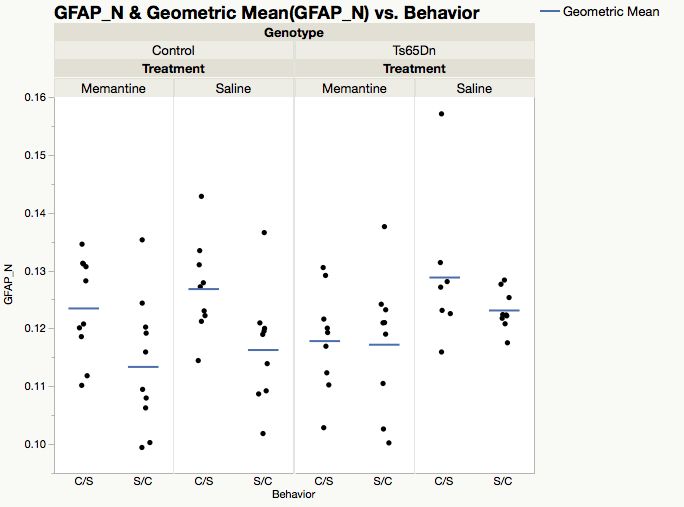 GFAP_N & Geometric Mean(GFAP_N) vs. Behavior
Geometric Mean
Genotype
Control Ts65Dn
Treatment Treatment
Memantine Saline Memantine Saline
0.16
0.15
0.14
0.13
0.12
0.11
0.10
GFAP_N
C/S S/C C/S S/C C/S S/C C/S S/C
Behavior